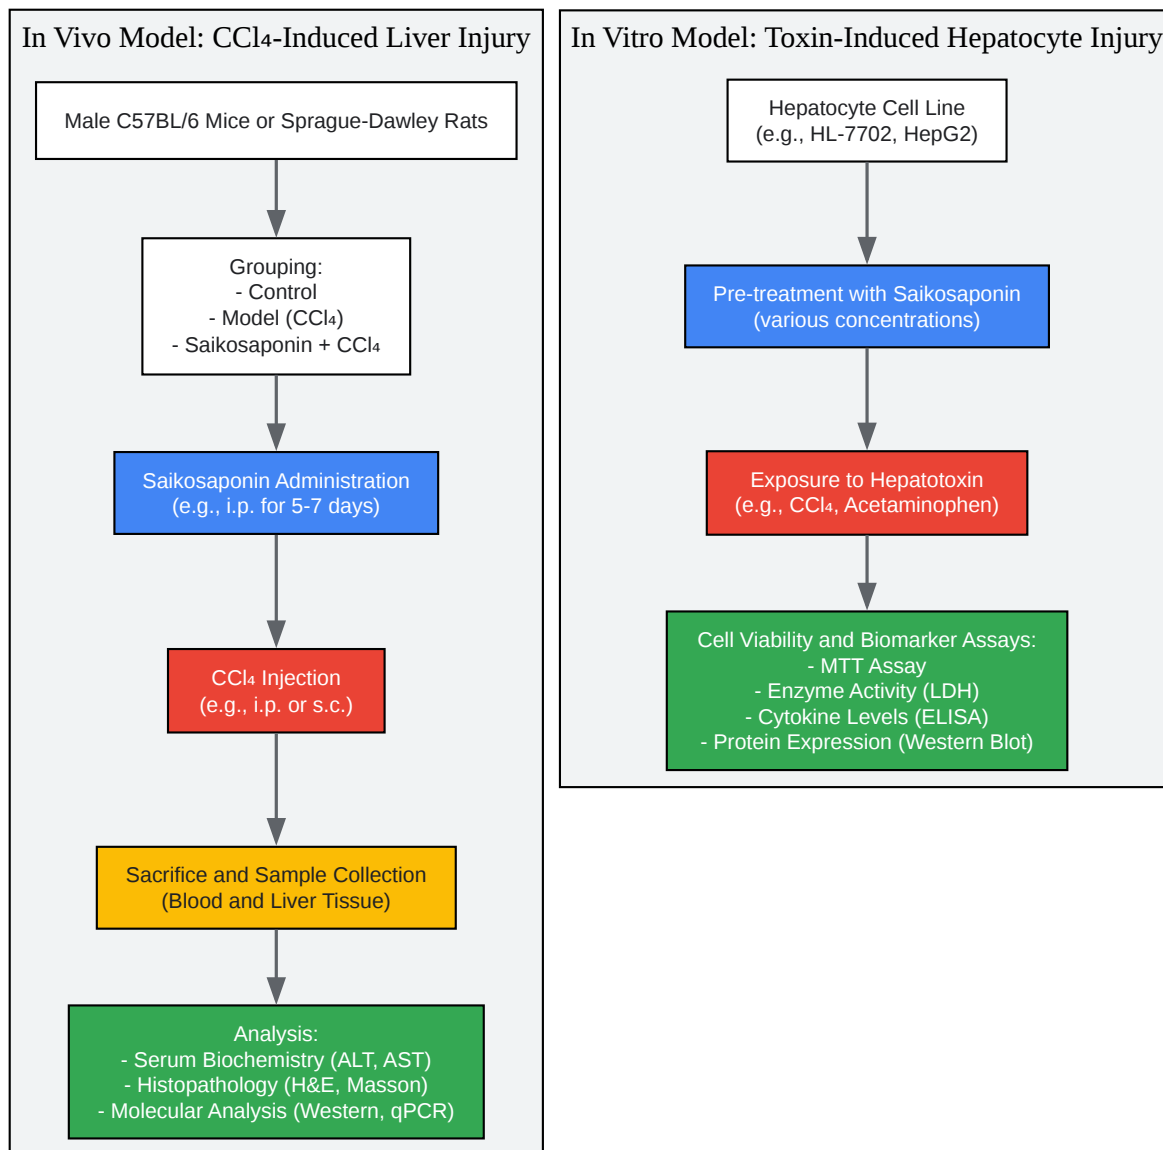 In Vivo Model: CCl₄-Induced Liver Injury
Male C57BL/6 Mice or Sprague-Dawley Rats
Grouping:
- Control
- Model (CCl₄)
- Saikosaponin + CCl₄
Saikosaponin Administration
(e.g., i.p. for 5-7 days)
CCl₄ Injection
(e.g., i.p. or s.c.)
Sacrifice and Sample Collection
(Blood and Liver Tissue)
Analysis:
- Serum Biochemistry (ALT, AST)
- Histopathology (H&E, Masson)
- Molecular Analysis (Western, qPCR)
In Vitro Model: Toxin-Induced Hepatocyte Injury
Hepatocyte Cell Line
(e.g., HL-7702, HepG2)
Pre-treatment with Saikosaponin
(various concentrations)
Exposure to Hepatotoxin
(e.g., CCl₄, Acetaminophen)
Cell Viability and Biomarker Assays:
- MTT Assay
- Enzyme Activity (LDH)
- Cytokine Levels (ELISA)
- Protein Expression (Western Blot)